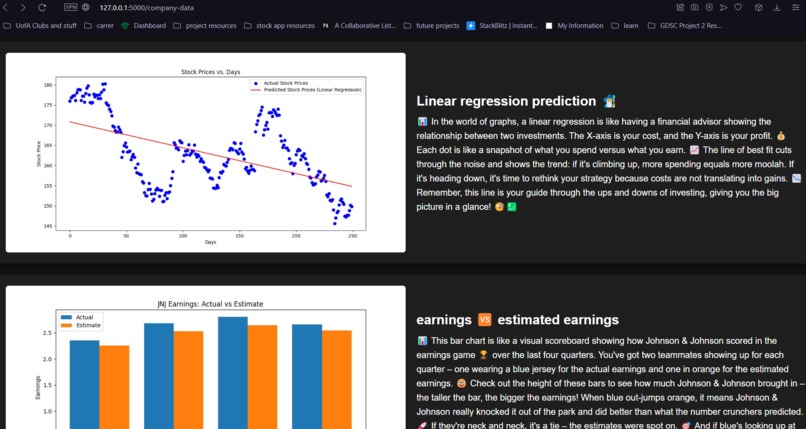 VPN 127.0.0.1:5000/company-data
UofA Clubs and stuff carrer Dashboard project resources stock app resources A Collaborative List... future projects StackBlitz | Instant... My Information learn GDSC Project 2 Res...
Stock Prices vs. Days
Actual Stock Prices
Predicted Stock Prices (Linear Regression)
180
175
170
165
160
155
150
145
Stock Price
0 50 100 150 200 250
Days
Linear regression prediction
📊 In the world of graphs, a linear regression is like having a financial advisor showing the
relationship between two investments. The X-axis is your cost, and the Y-axis is your profit. 💰
Each dot is like a snapshot of what you spend versus what you earn. 📈 The line of best fit cuts
through the noise and shows the trend: if it's climbing up, more spending equals more moolah. If
it's heading down, it's time to rethink your strategy because costs are not translating into gains. 📉
Remember, this line is your guide through the ups and downs of investing, giving you the big
picture in a glance! 🧐 💹
JNJ Earnings: Actual vs Estimate
Actual
Estimate
2.5
2.0
1.5
1.0
Earnings
earnings 🆚 estimated earnings
📊 This bar chart is like a visual scoreboard showing how Johnson & Johnson scored in the
earnings game 🏆 over the last four quarters. You've got two teammates showing up for each
quarter – one wearing a blue jersey for the actual earnings and one in orange for the estimated
earnings. 🏀 Check out the height of these bars to see how much Johnson & Johnson brought in –
the taller the bar, the bigger the earnings! When blue out-jumps orange, it means Johnson &
Johnson really knocked it out of the park and did better than what the number crunchers predicted.
🚀 If they're neck and neck, it's a tie – the estimates were spot on. 🎯 And if blue's looking up at